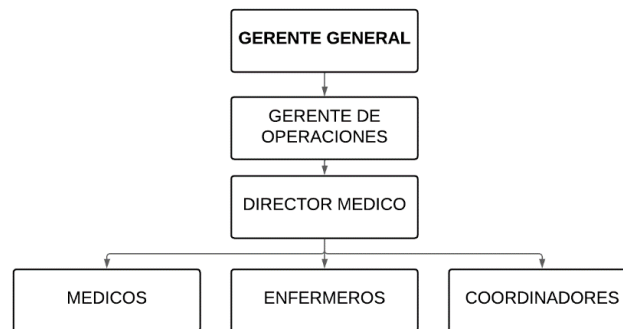 GERENTE GENERAL
GERENTE DE
OPERACIONES
DIRECTOR MEDICO
MEDICOS
ENFERMEROS
COORDINADORES